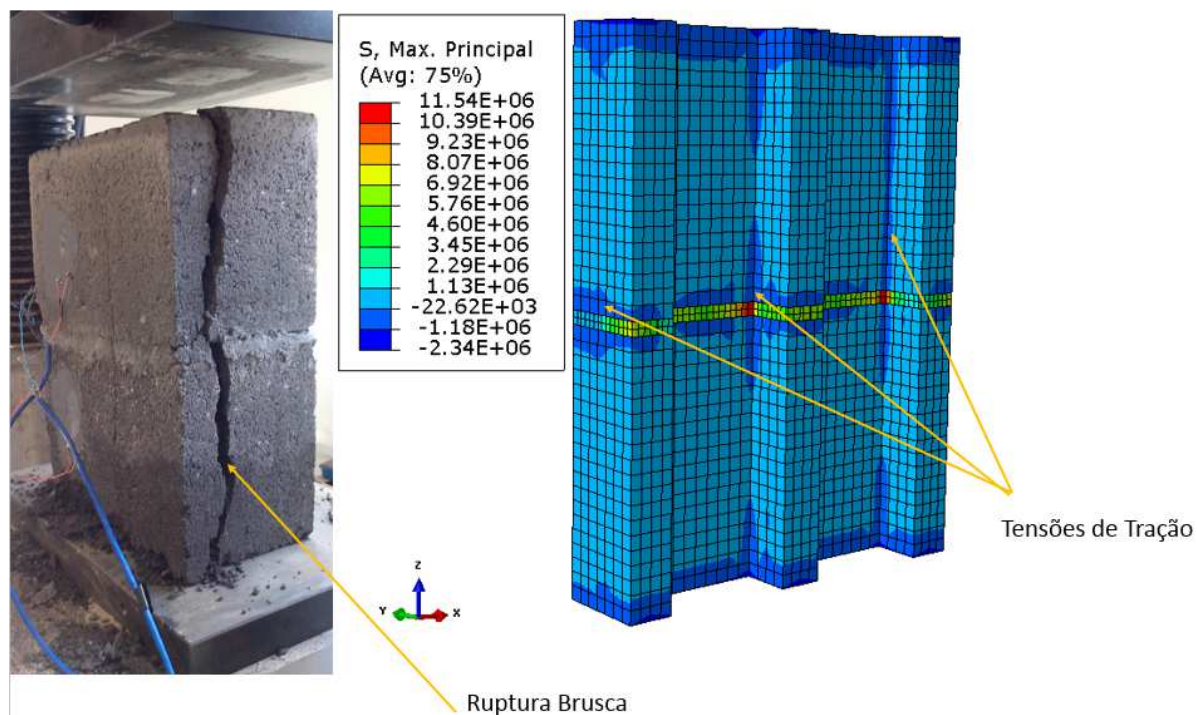 S, Max. Principal
(Avg: 75%)
11.54E+06
10.39E+06
9.23E+06
8.07E+06
6.92E+06
5.76E+06
4.60E+06
3.45E+06
2.29E+06
1.13E+06
-22.62E+03
-1.18E+06
-2.34E+06
Tensões de Tração
Z
Y
X
Ruptura Brusca